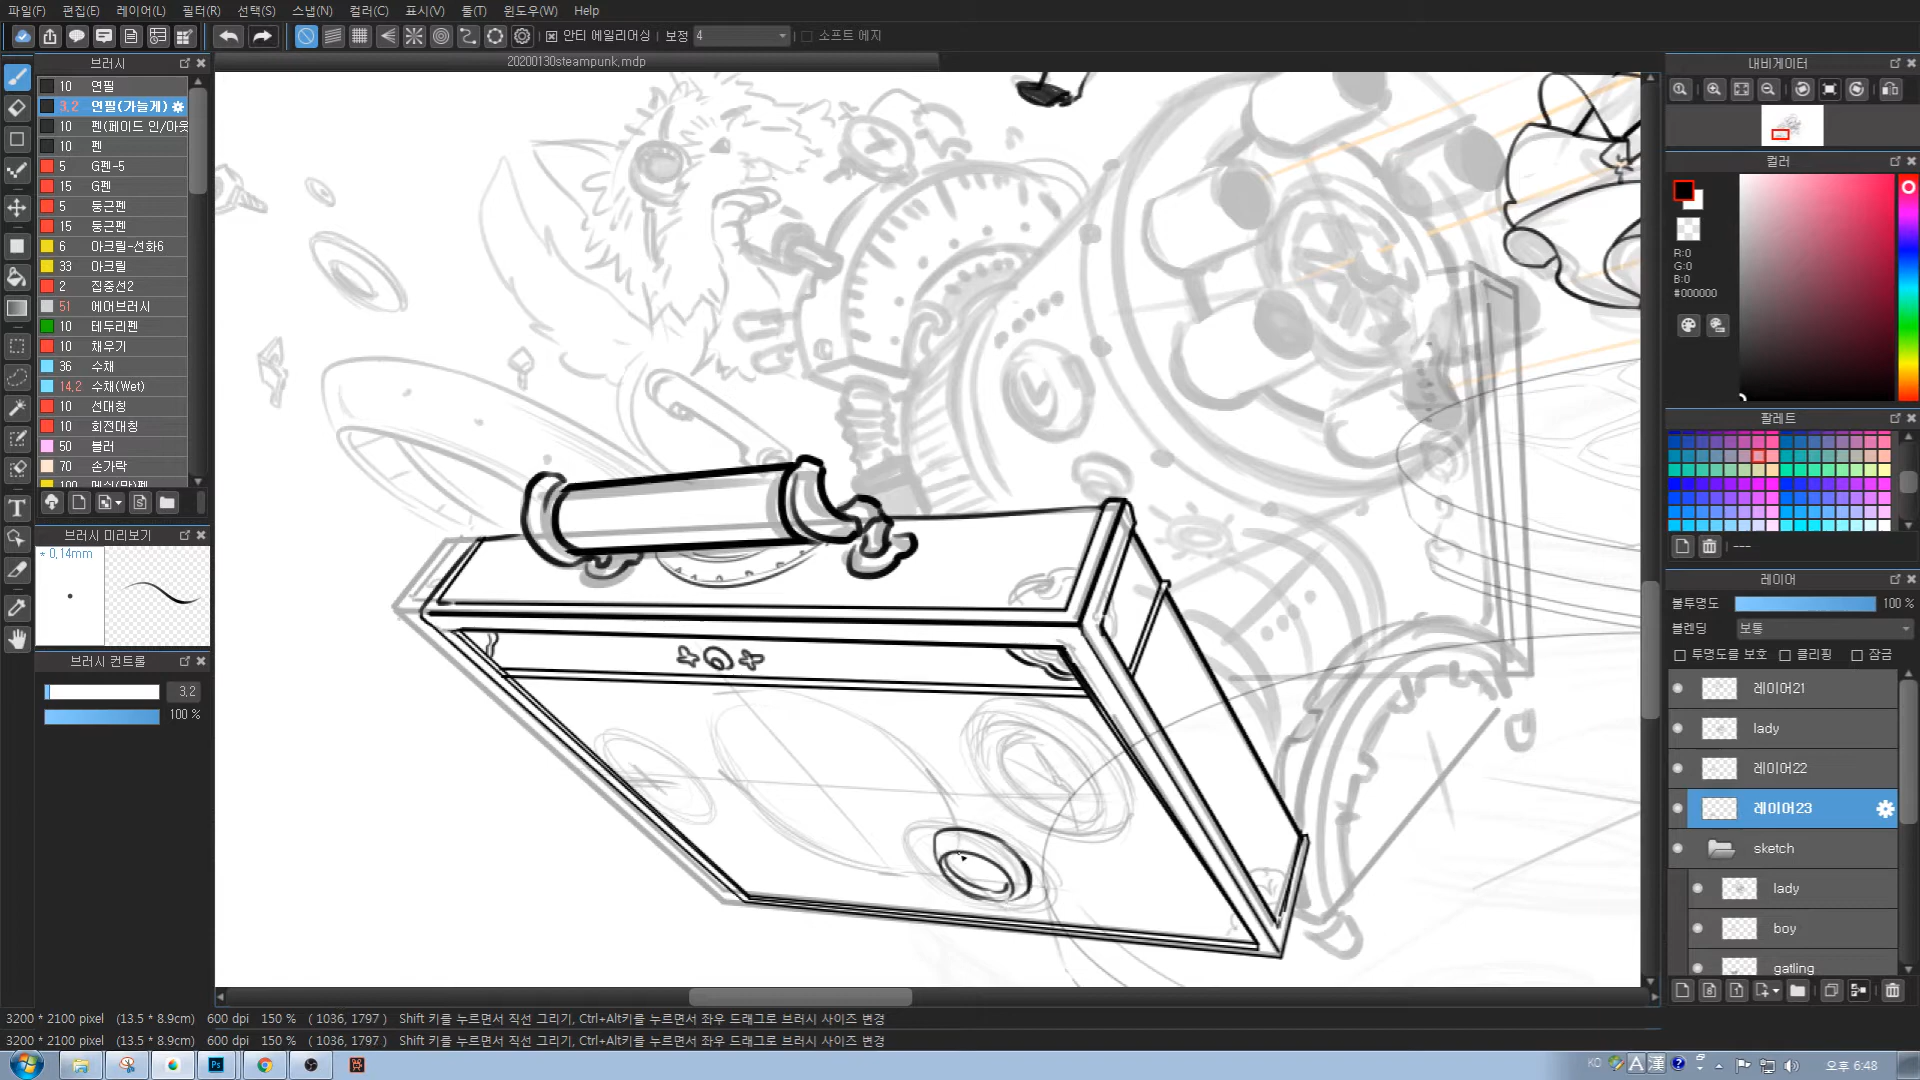 파일(F) 편집(E) 레이어(L) 필터(R) 선택(S) 스냅(N) 컬러(C) 표시(V) 툴(T) 윈도우(W) Help
안티 에일리어싱 보정 4 소프트 에지
브러시
20200130steampunk.mdp
내비게이터
10 연필
3.2 연필(가늘게)
10 펜(페이드 인/아웃
10 펜
5 G펜-5
15 G펜
5 둥근펜
15 둥근펜
6 아크릴-선화6
33 아크릴
2 집중선2
51 에어브러시
10 테두리펜
10 채우기
36 수채
14.2 수채(Wet)
10 선대칭
10 회전대칭
50 블러
70 손가락
브러시 미리보기
* 0.14mm
브러시 컨트롤
3.2
100 %
컬러
R:0
G:0
B:0
#000000
팔레트
---
레이어
불투명도 100 %
블렌딩 보통
투명도를 보호 클리핑 잠금
레이어21
lady
레이어22
레이어23
sketch
lady
boy
gatling
3200 * 2100 pixel (13.5 * 8.9cm) 600 dpi 150 % ( 1036, 1797 ) Shift 키를 누르면서 직선 그리기, Ctrl+Alt키를 누르면서 좌우 드래그로 브러시 사이즈 변경
3200 * 2100 pixel (13.5 * 8.9cm) 600 dpi 150 % ( 1036, 1797 ) Shift 키를 누르면서 직선 그리기, Ctrl+Alt키를 누르면서 좌우 드래그로 브러시 사이즈 변경
Ps
KO A 漢 ? 오후 6:48